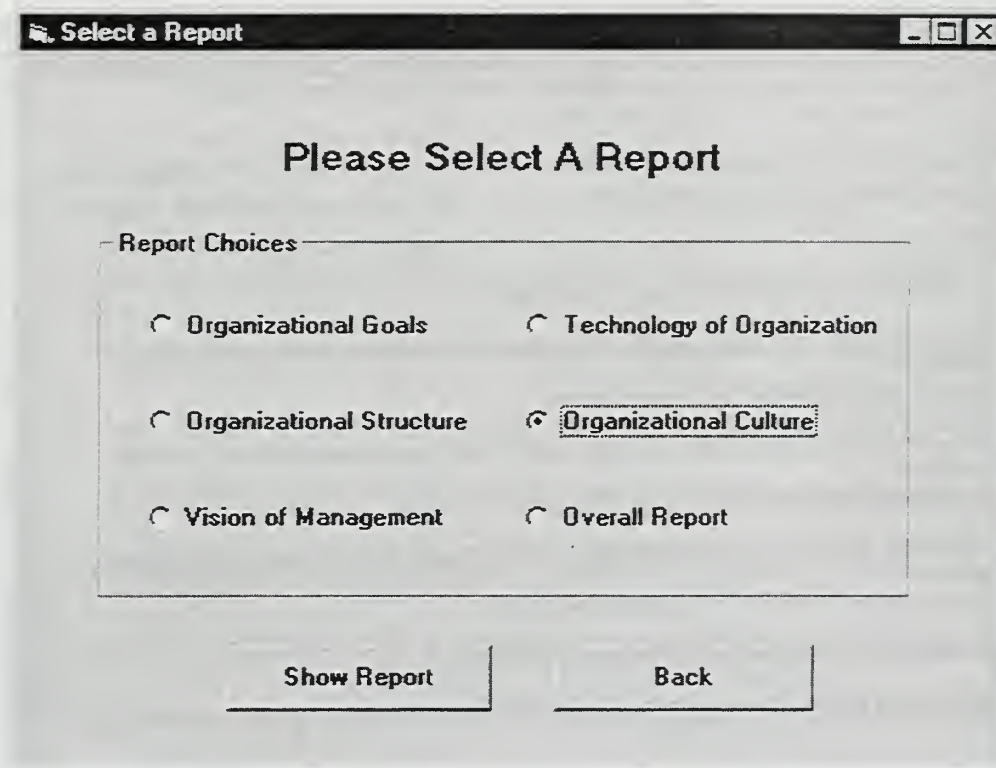 Select a Report
Please Select A Report
Report Choices
Organizational Goals
Technology of Organization
Organizational Structure
Organizational Culture
Vision of Management
Overall Report
Show Report
Back